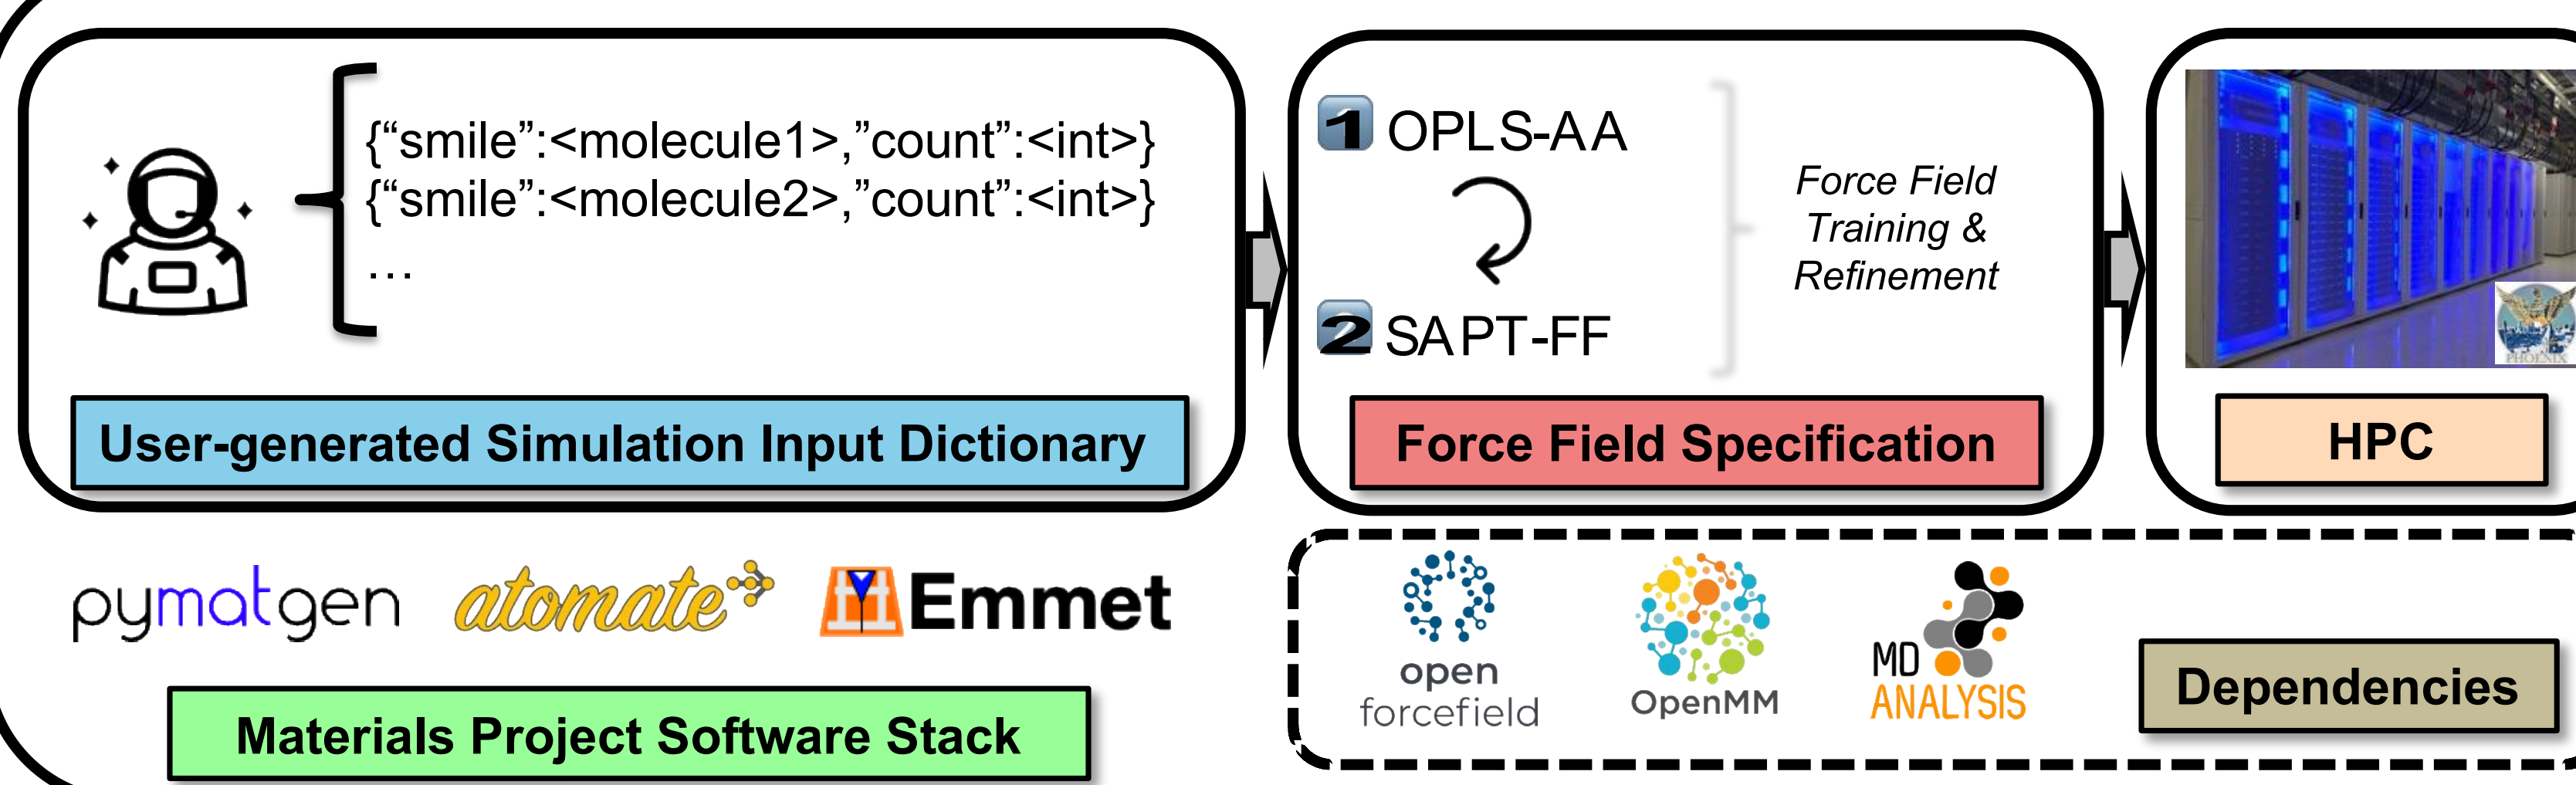 {“smile”:<molecule1>,”count”:<int>}
{“smile”:<molecule2>,”count”:<int>}
…
User-generated Simulation Input Dictionary
1 OPLS-AA
2 SAPT-FF
Force Field
Training &
Refinement
Force Field Specification
PHOENIX
HPC
pymatgen
atomate
Emmet
Materials Project Software Stack
open
forcefield
OpenMM
MD
ANALYSIS
Dependencies